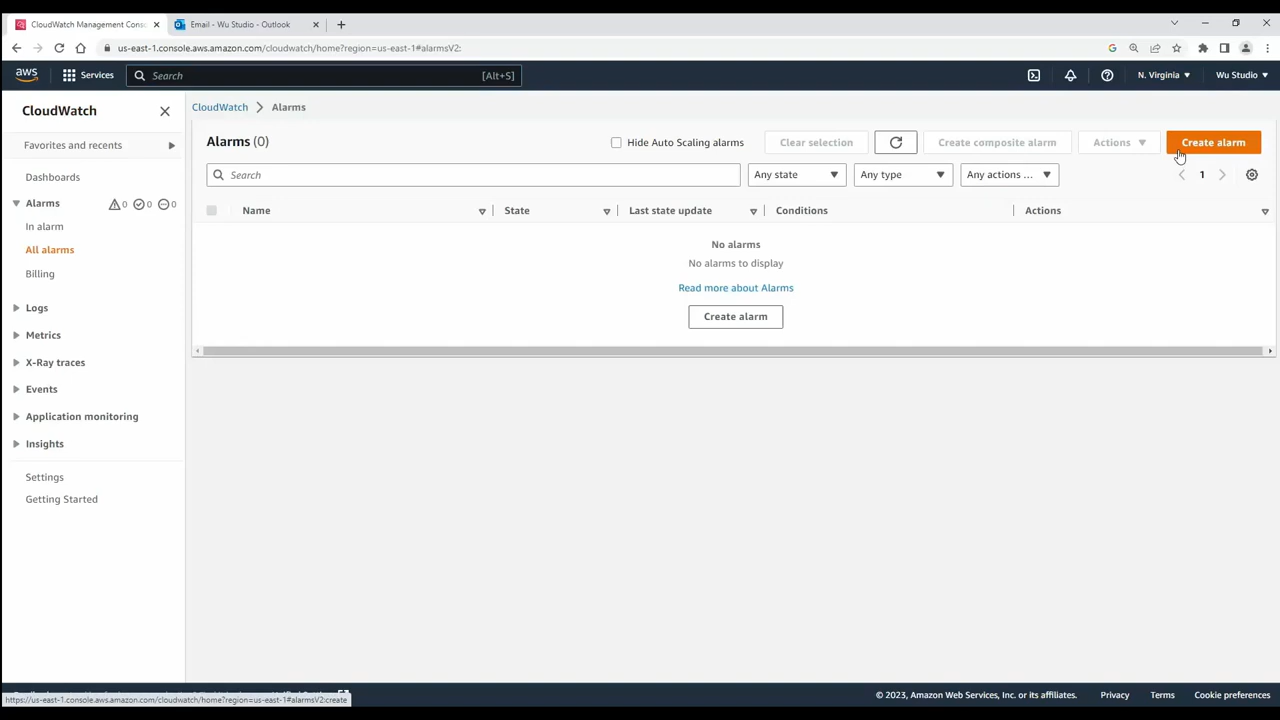 CloudWatch Management Cons
Email - Wu Studio - Outlook
us-east-1.console.aws.amazon.com/cloudwatch/home?region=us-east-1#alarmsV2:
aws
Services
Search
[Alt+S]
N. Virginia
Wu Studio
CloudWatch
Favorites and recents
Dashboards
Alarms
0
0
0
In alarm
All alarms
Billing
Logs
Metrics
X-Ray traces
Events
Application monitoring
Insights
Settings
Getting Started
CloudWatch > Alarms
Alarms (0)
Hide Auto Scaling alarms
Clear selection
Create composite alarm
Actions
Create alarm
Search
Any state
Any type
Any actions ...
1
Name
State
Last state update
Conditions
Actions
No alarms
No alarms to display
Read more about Alarms
Create alarm
https://us-east-1.console.aws.amazon.com/cloudwatch/home?region=us-east-1#alarmsV2:create
© 2023, Amazon Web Services, Inc. or its affiliates.
Privacy
Terms
Cookie preferences